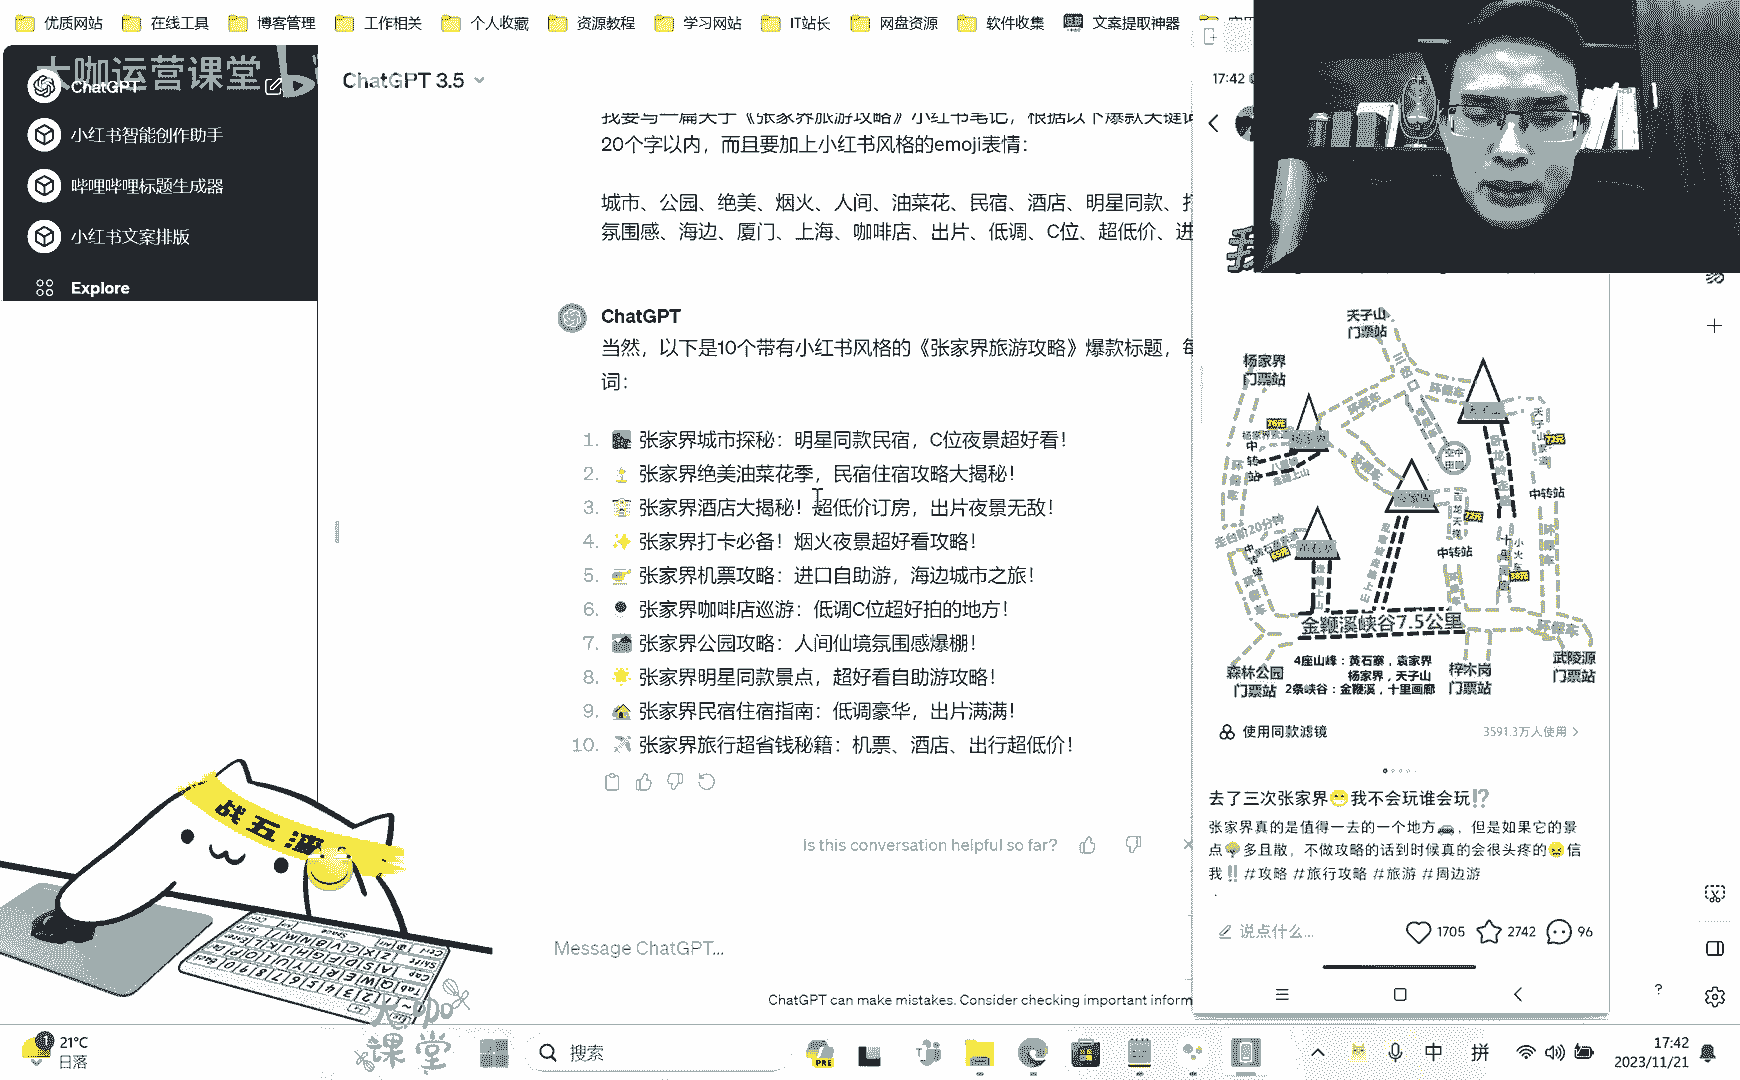 优质网站
在线工具
博客管理
工作相关
个人收藏
资源教程
学习网站
IT站长
网盘资源
软件收集
文案提取神器
大咖运营课堂
ChatGPT
小红书智能创作助手
哔哩哔哩标题生成器
小红书文案排版
Explore
ChatGPT 3.5
我要写一篇关于《张家界旅游攻略》小红书笔记，根据以下爆款关键词
20个字以内，而且要加上小红书风格的emoji表情：
城市、公园、绝美、烟火、人间、油菜花、民宿、酒店、明星同款、打
氛围感、海边、厦门、上海、咖啡店、出片、低调、C位、超低价、进
ChatGPT
当然，以下是10个带有小红书风格的《张家界旅游攻略》爆款标题，每
词：
1. 🏙 张家界城市探秘：明星同款民宿，C位夜景超好看！
2. 张家界绝美油菜花季，民宿住宿攻略大揭秘！
3. 🏨 张家界酒店大揭秘！超低价订房，出片夜景无敌！
4. ✨ 张家界打卡必备！烟火夜景超好看攻略！
5. 张家界机票攻略：进口自助游，海边城市之旅！
6. 张家界咖啡店巡游：低调C位超好拍的地方！
7. 张家界公园攻略：人间仙境氛围感爆棚！
8. 🌟 张家界明星同款景点，超好看自助游攻略！
9. 🏠 张家界民宿住宿指南：低调豪华，出片满满！
10. ✈️ 张家界旅行超省钱秘籍：机票、酒店、出行超低价！
Is this conversation helpful so far?
Message ChatGPT...
ChatGPT can make mistakes. Consider checking important inform
17:42
我
天子山
门票站
杨家界
门票站
三岔口
环保车
中转站
中转站
走台阶20分钟
金鞭溪峡谷7.5公里
4座山峰：黄石寨，袁家界
杨家界，天子山
2条峡谷：金鞭溪，十里画廊
森林公园
门票站
梓木岗
门票站
武陵源
门票站
使用同款滤镜
3591.3万人使用 >
去了三次张家界😁我不会玩谁会玩⁉️
张家界真的是值得一去的一个地方🚗，但是如果它的景
点🌳多且散，不做攻略的话到时候真的会很头疼的😣信
我‼️ #攻略 #旅行攻略 #旅游 #周边游
说点什么...
1705
2742
96
战五渣
大咖
课堂
21°C
日落
搜索
PRE
中
拼
17:42
2023/11/21